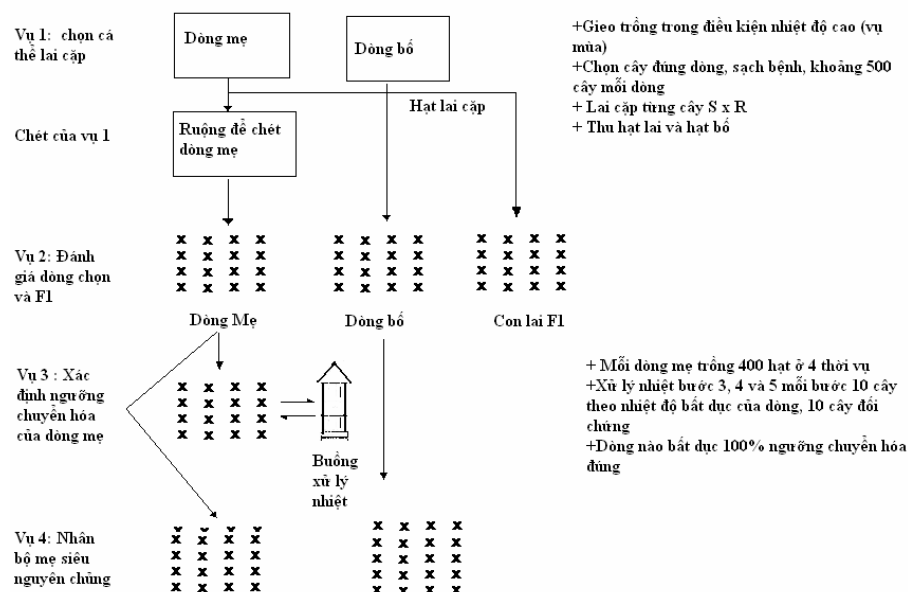 Vụ 1: chọn cá
thể lai cặp
Dòng mẹ
Dòng bố
+Gieo trồng trong điều kiện nhiệt độ cao (vụ
mùa)
+Chọn cây đúng dòng, sạch bệnh, khoảng 500
cây mỗi dòng
+ Lai cặp từng cây S x R
+ Thu hạt lai và hạt bố
Hạt lai cặp
Chét của vụ 1
Ruộng để chét
dòng mẹ
Vụ 2: Đánh
giá dòng chọn
và F1
x x x x x x x x x x x x
x x x x x x x x x x x x
x x x x x x x x x x x x
x x x x x x x x x x x x
Dòng Mẹ
Dòng bố
Con lai F1
Vụ 3 : Xác
định ngưỡng
chuyển hóa
của dòng mẹ
x x x x
x x x x
x x x x
x x x x
Buồng
xử lý
nhiệt
+ Mỗi dòng mẹ trồng 400 hạt ở 4 thời vụ
+Xử lý nhiệt bước 3, 4 và 5 mỗi bước 10 cây
theo nhiệt độ bất dục của dòng, 10 cây đối
chứng
+Dòng nào bất dục 100% ngưỡng chuyển hóa
đúng
Vụ 4: Nhân
bộ mẹ siêu
nguyên chủng
x x x x x x x x
x x x x x x x x
x x x x x x x x
x x x x x x x x
x x x x x x x x